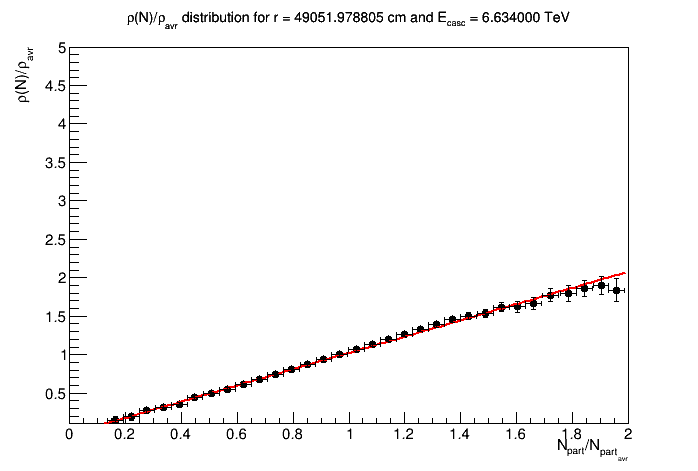 ρ(N)/ρavr distribution for r = 49051.978805 cm and Ecasc = 6.634000 TeV
ρ(N)/ρavr
5
4.5
4
3.5
3
2.5
2
1.5
1
0.5
0 0.2 0.4 0.6 0.8 1 1.2 1.4 1.6 1.8 2
Npart/Npartavr